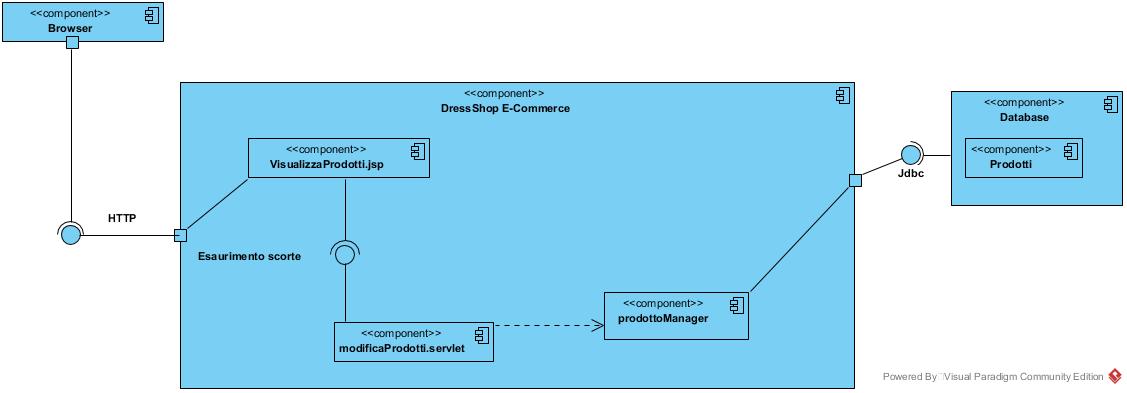 <<component>>
Browser
<<component>>
DressShop E-Commerce
<<component>>
Database
<<component>>
VisualizzaProdotti.jsp
<<component>>
Prodotti
Jdbc
HTTP
Esaurimento scorte
<<component>>
prodottoManager
<<component>>
modificaProdotti.servlet
Powered By Visual Paradigm Community Edition